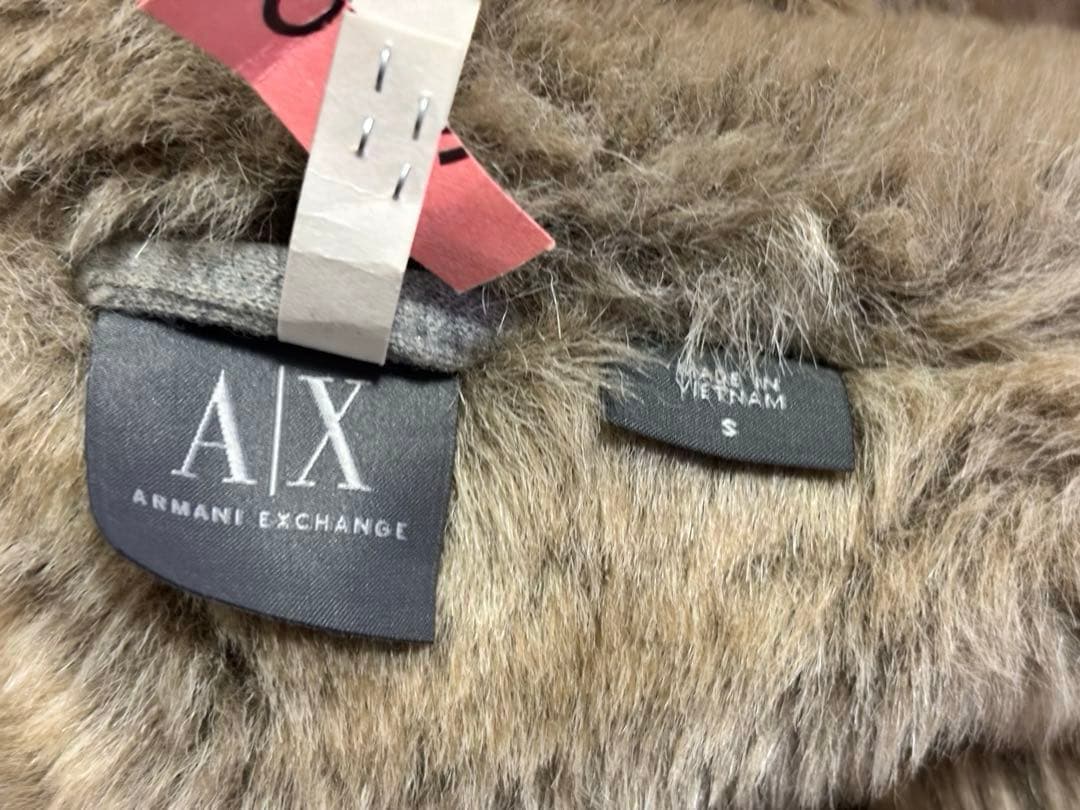 A|X
ARMANI EXCHANGE
MADE IN
VIETNAM
S